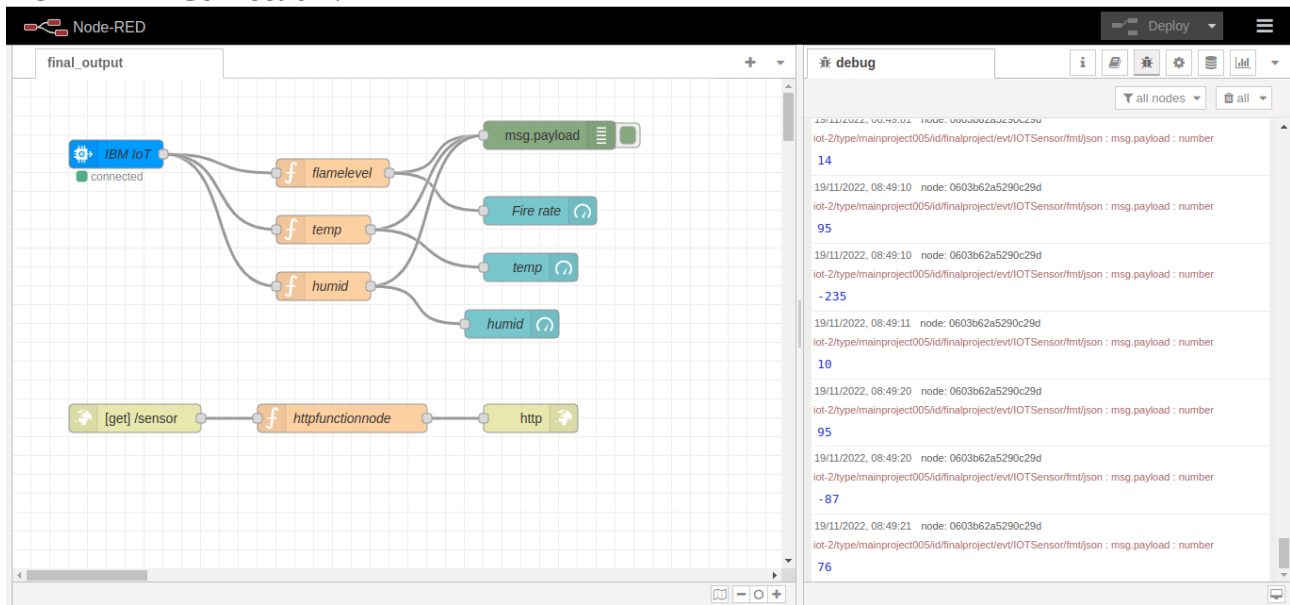 Node-RED
Deploy
final_output
IBM IoT
connected
flamelevel
temp
humid
msg.payload
Fire rate
temp
humid
[get] /sensor
httpfunctionnode
http
debug
i
all nodes
all
19/11/2022, 08:49:01 node: 0603b62a5290c29d
iot-2/type/mainproject005/id/finalproject/evt/IOTSensor/fmt/json : msg.payload : number
14
19/11/2022, 08:49:10 node: 0603b62a5290c29d
iot-2/type/mainproject005/id/finalproject/evt/IOTSensor/fmt/json : msg.payload : number
95
19/11/2022, 08:49:10 node: 0603b62a5290c29d
iot-2/type/mainproject005/id/finalproject/evt/IOTSensor/fmt/json : msg.payload : number
-235
19/11/2022, 08:49:11 node: 0603b62a5290c29d
iot-2/type/mainproject005/id/finalproject/evt/IOTSensor/fmt/json : msg.payload : number
10
19/11/2022, 08:49:20 node: 0603b62a5290c29d
iot-2/type/mainproject005/id/finalproject/evt/IOTSensor/fmt/json : msg.payload : number
95
19/11/2022, 08:49:20 node: 0603b62a5290c29d
iot-2/type/mainproject005/id/finalproject/evt/IOTSensor/fmt/json : msg.payload : number
-87
19/11/2022, 08:49:21 node: 0603b62a5290c29d
iot-2/type/mainproject005/id/finalproject/evt/IOTSensor/fmt/json : msg.payload : number
76